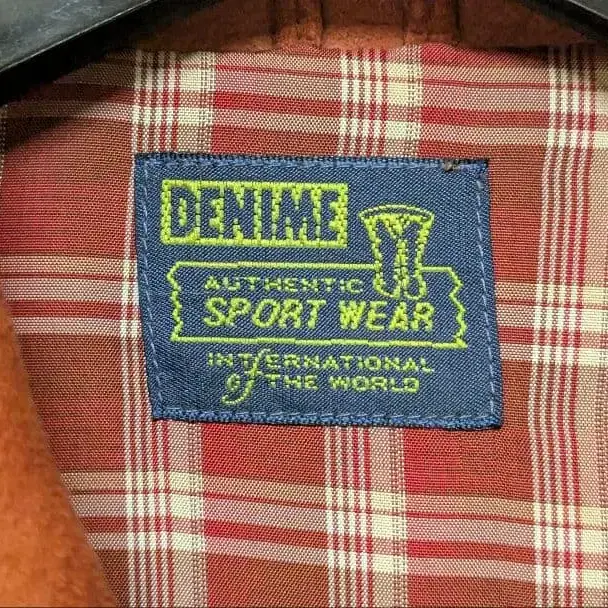 DENIME
AUTHENTIC
SPORT WEAR
INTERNATIONAL
of THE WORLD